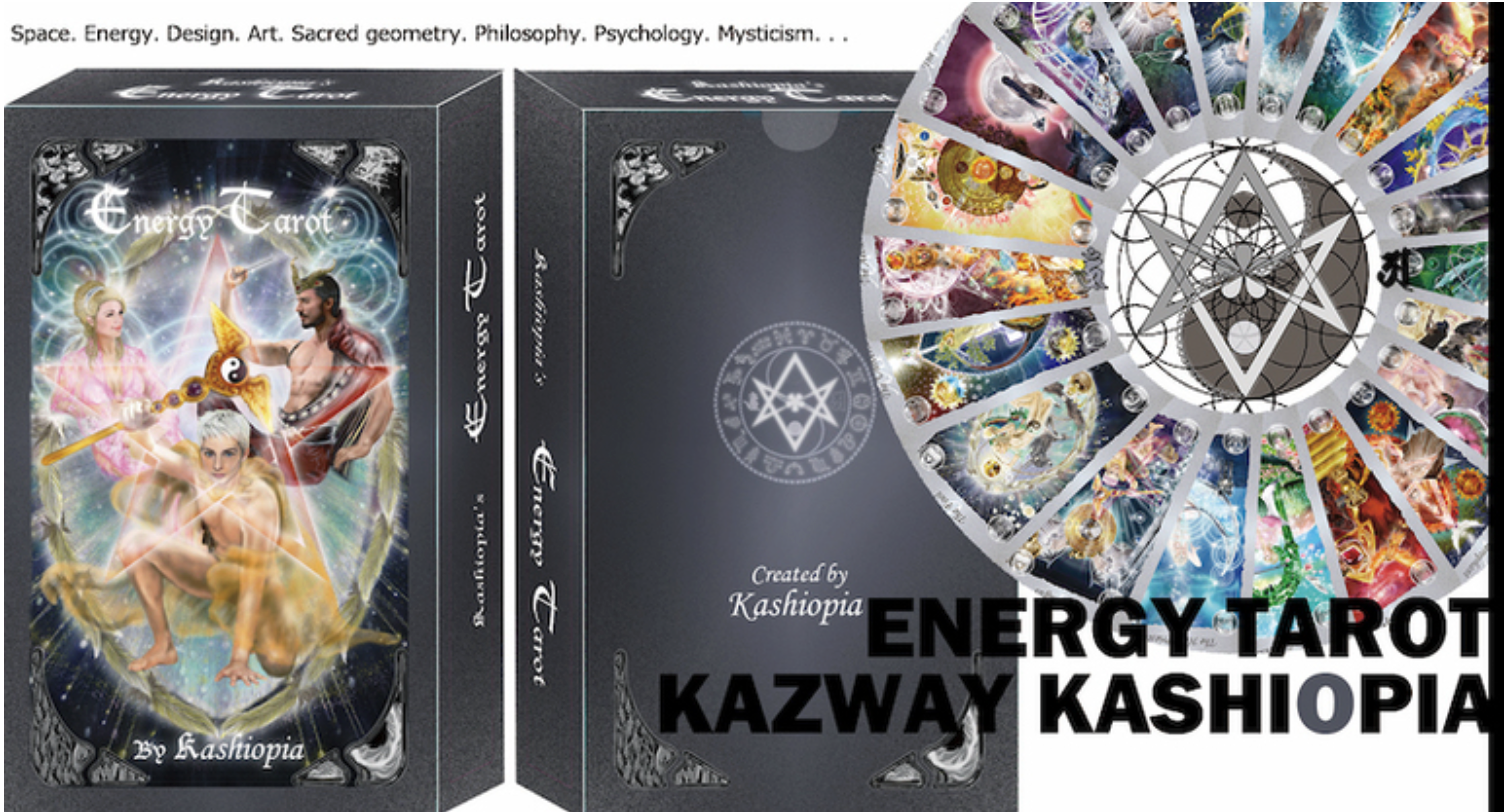 Space. Energy. Design. Art. Sacred geometry. Philosophy. Psychology. Mysticism. . .
Kashiopia's
Energy Tarot
Energy Tarot
By Kashiopia
Kashiopia's Energy Tarot
Kashiopia's Energy Tarot
Kashiopia's
Energy Tarot
Created by
Kashiopia
ENERGY TAROT
KAZWAY KASHIOPIA